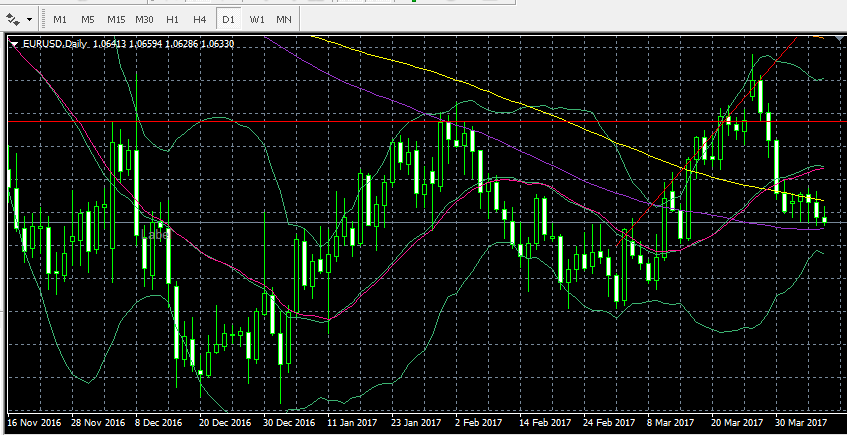 M1 M5 M15 M30 H1 H4 D1 W1 MN
EURUSD,Daily 1.06413 1.06594 1.06286 1.06330
Label
16 Nov 2016 28 Nov 2016 8 Dec 2016 20 Dec 2016 30 Dec 2016 11 Jan 2017 23 Jan 2017 2 Feb 2017 14 Feb 2017 24 Feb 2017 8 Mar 2017 20 Mar 2017 30 Mar 2017